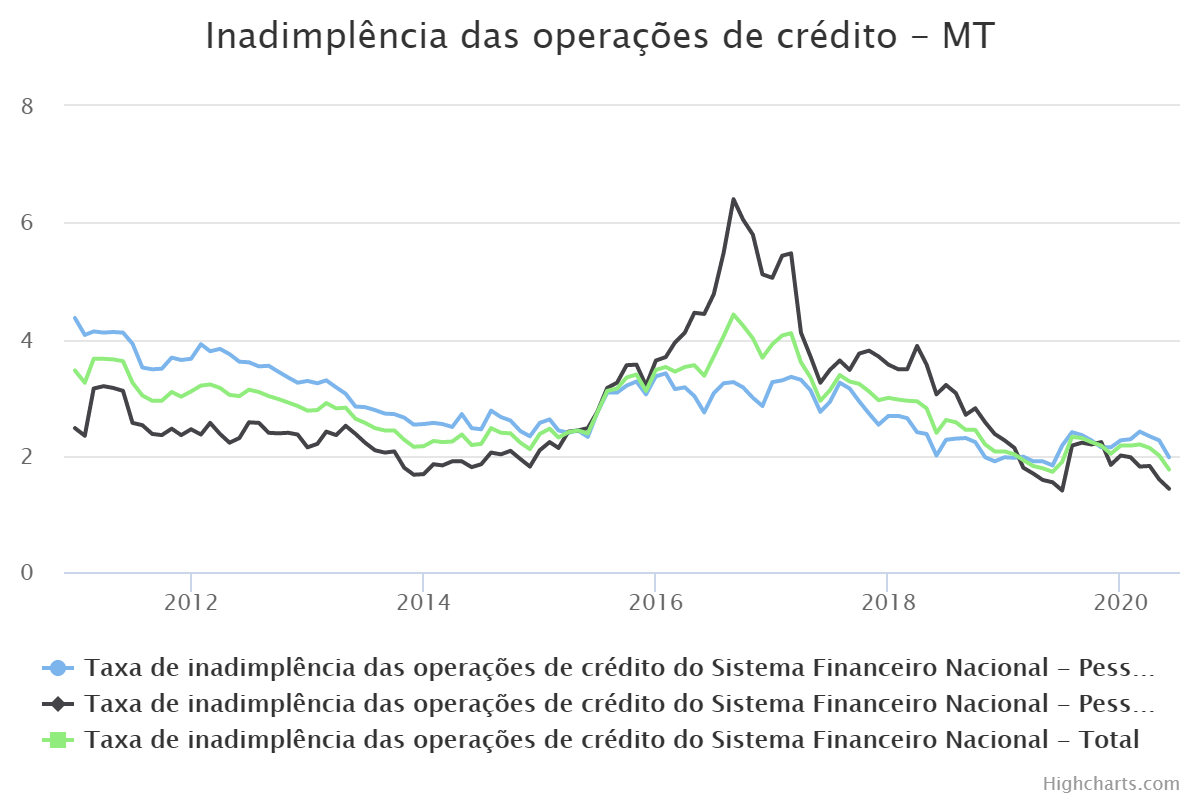 Inadimplência das operações de crédito - MT
8
6
4
2
0
2012 2014 2016 2018 2020
Taxa de inadimplência das operações de crédito do Sistema Financeiro Nacional - Pess...
Taxa de inadimplência das operações de crédito do Sistema Financeiro Nacional - Pess...
Taxa de inadimplência das operações de crédito do Sistema Financeiro Nacional - Total
Highcharts.com